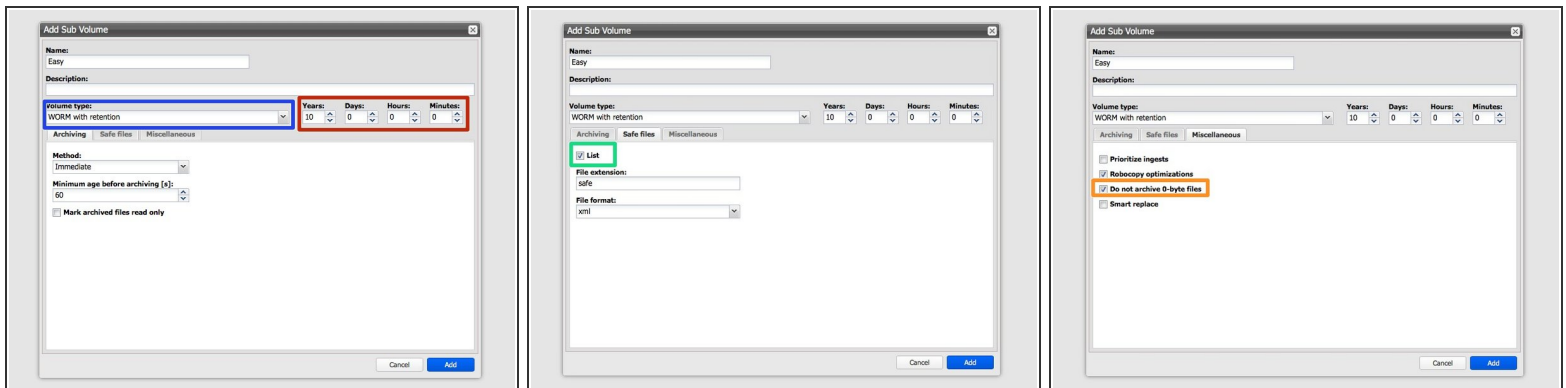 Add Sub Volume
Name:
Easy
Description:
Volume type:
WORM with retention
Years: Days: Hours: Minutes:
10 0 0 0
Archiving Safe files Miscellaneous
Method:
Immediate
Minimum age before archiving [s]:
60
Mark archived files read only
Cancel Add
Add Sub Volume
Name:
Easy
Description:
Volume type:
WORM with retention
Years: Days: Hours: Minutes:
10 0 0 0
Archiving Safe files Miscellaneous
List
File extension:
safe
File format:
xml
Cancel Add
Add Sub Volume
Name:
Easy
Description:
Volume type:
WORM with retention
Years: Days: Hours: Minutes:
10 0 0 0
Archiving Safe files Miscellaneous
Prioritize ingests
Robocopy optimizations
Do not archive 0-byte files
Smart replace
Cancel Add